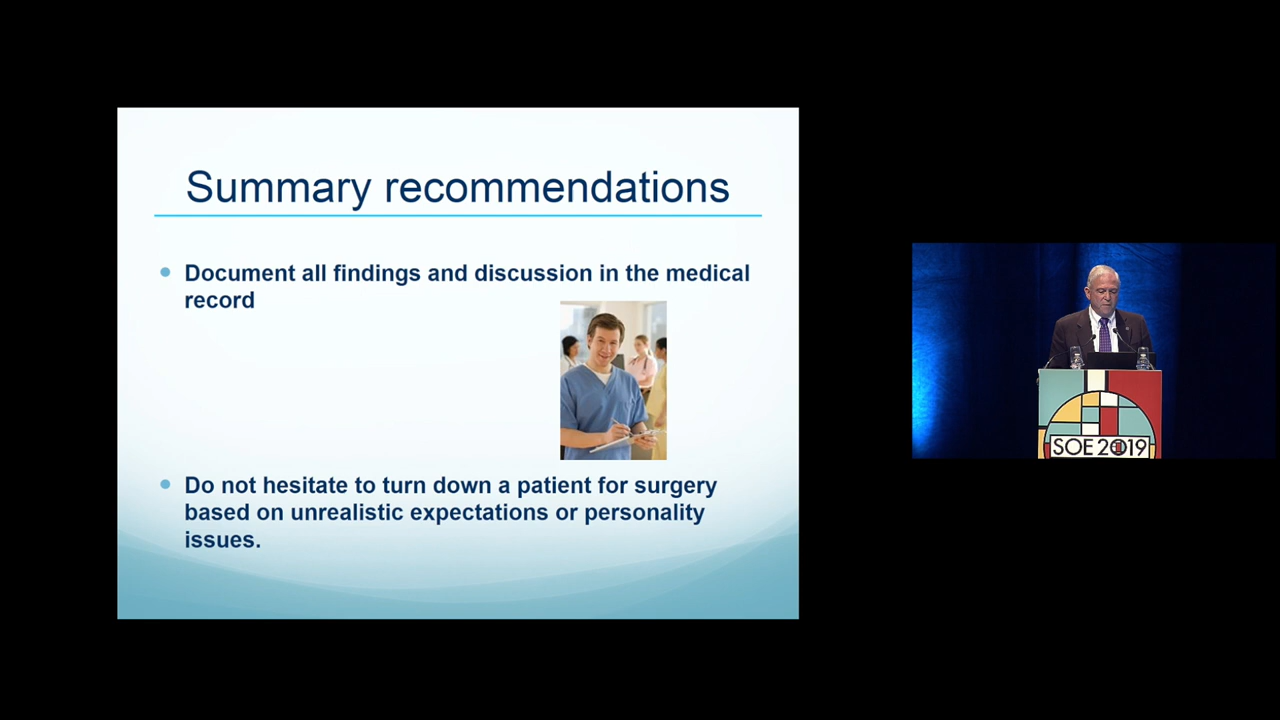 Summary recommendations
Document all findings and discussion in the medical
record
Do not hesitate to turn down a patient for surgery
based on unrealistic expectations or personality
issues.
SOE 2019